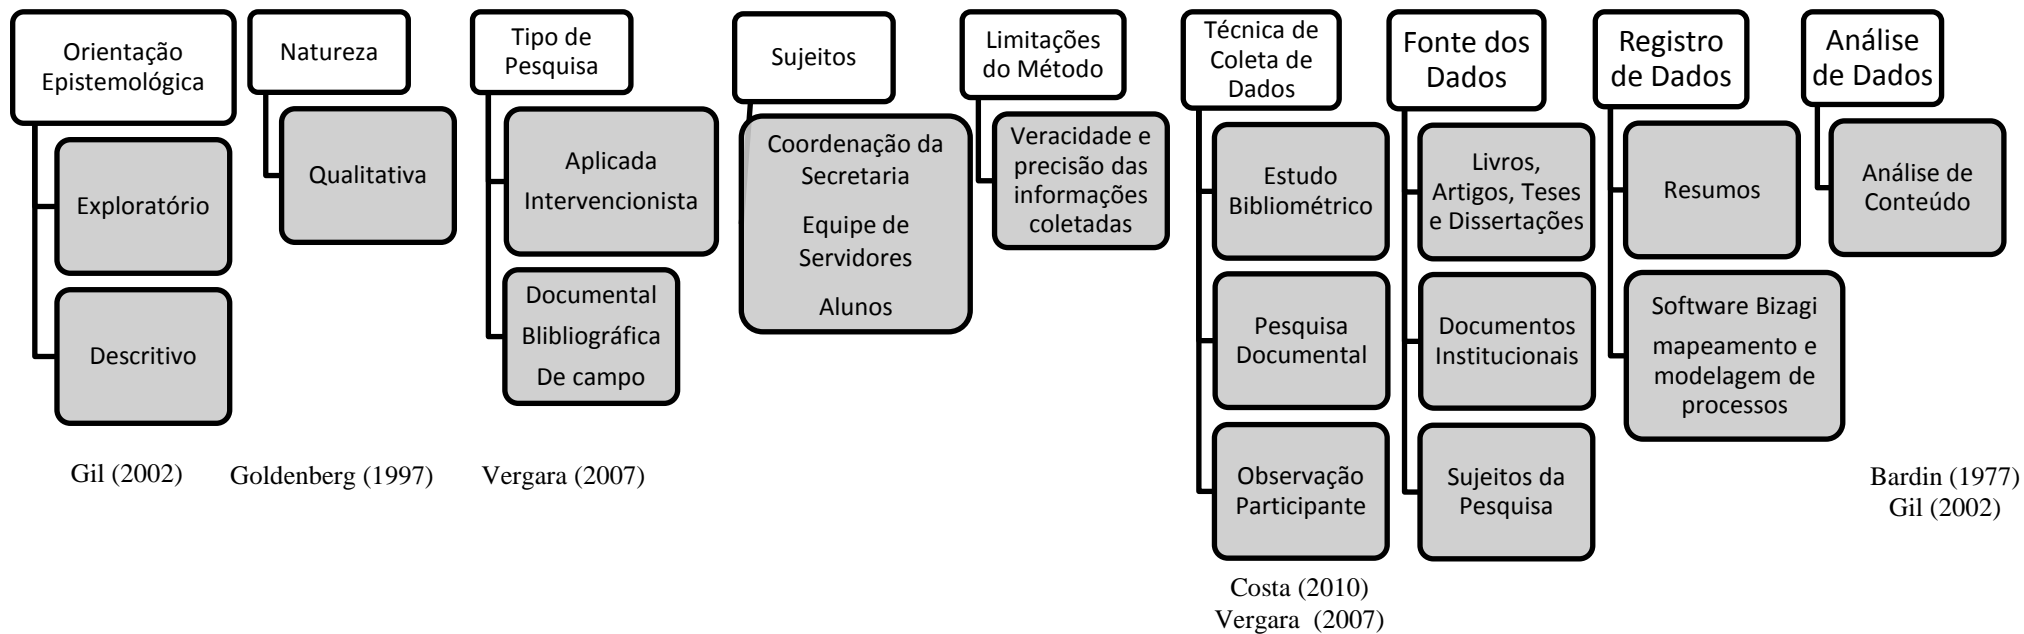 Orientação
Epistemológica
Exploratório
Descritivo
Gil (2002)
Natureza
Qualitativa
Goldenberg (1997)
Tipo de
Pesquisa
Aplicada
Intervencionista
Documental
Blibliográfica
De campo
Vergara (2007)
Sujeitos
Coordenação da
Secretaria
Equipe de
Servidores
Alunos
Limitações
do Método
Veracidade e
precisão das
informações
coletadas
Técnica de
Coleta de
Dados
Estudo
Bibliométrico
Pesquisa
Documental
Observação
Participante
Costa (2010)
Vergara (2007)
Fonte dos
Dados
Livros,
Artigos, Teses
e Dissertações
Documentos
Institucionais
Sujeitos da
Pesquisa
Registro
de Dados
Resumos
Software Bizagi
mapeamento e
modelagem de
processos
Análise
de Dados
Análise de
Conteúdo
Bardin (1977)
Gil (2002)